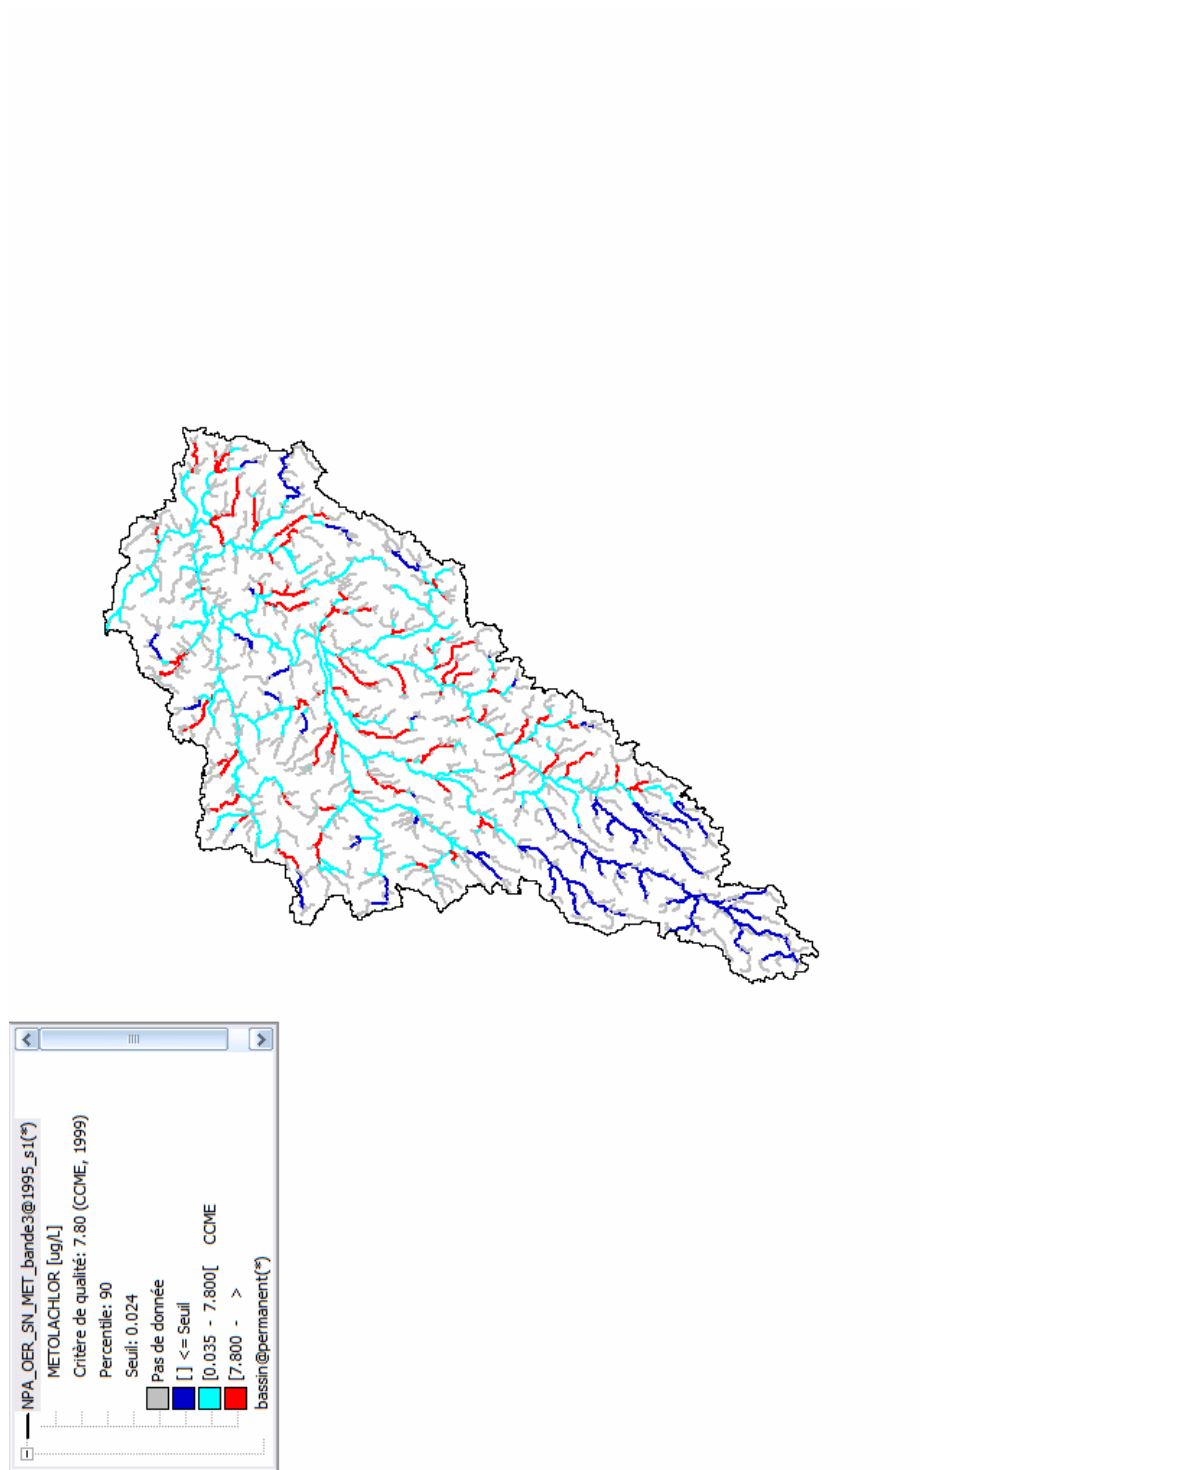 NPA_OER_SN_MET_bande3@1995_s1(*)
METOLACHLOR [ug/L]
Critère de qualité: 7.80 (CCME, 1999)
Percentile: 90
Seuil: 0.024
Pas de donnée
[ ] <= Seuil
[0.035 - 7.800[ CCME
[7.800 - >
bassin@permanent(*)